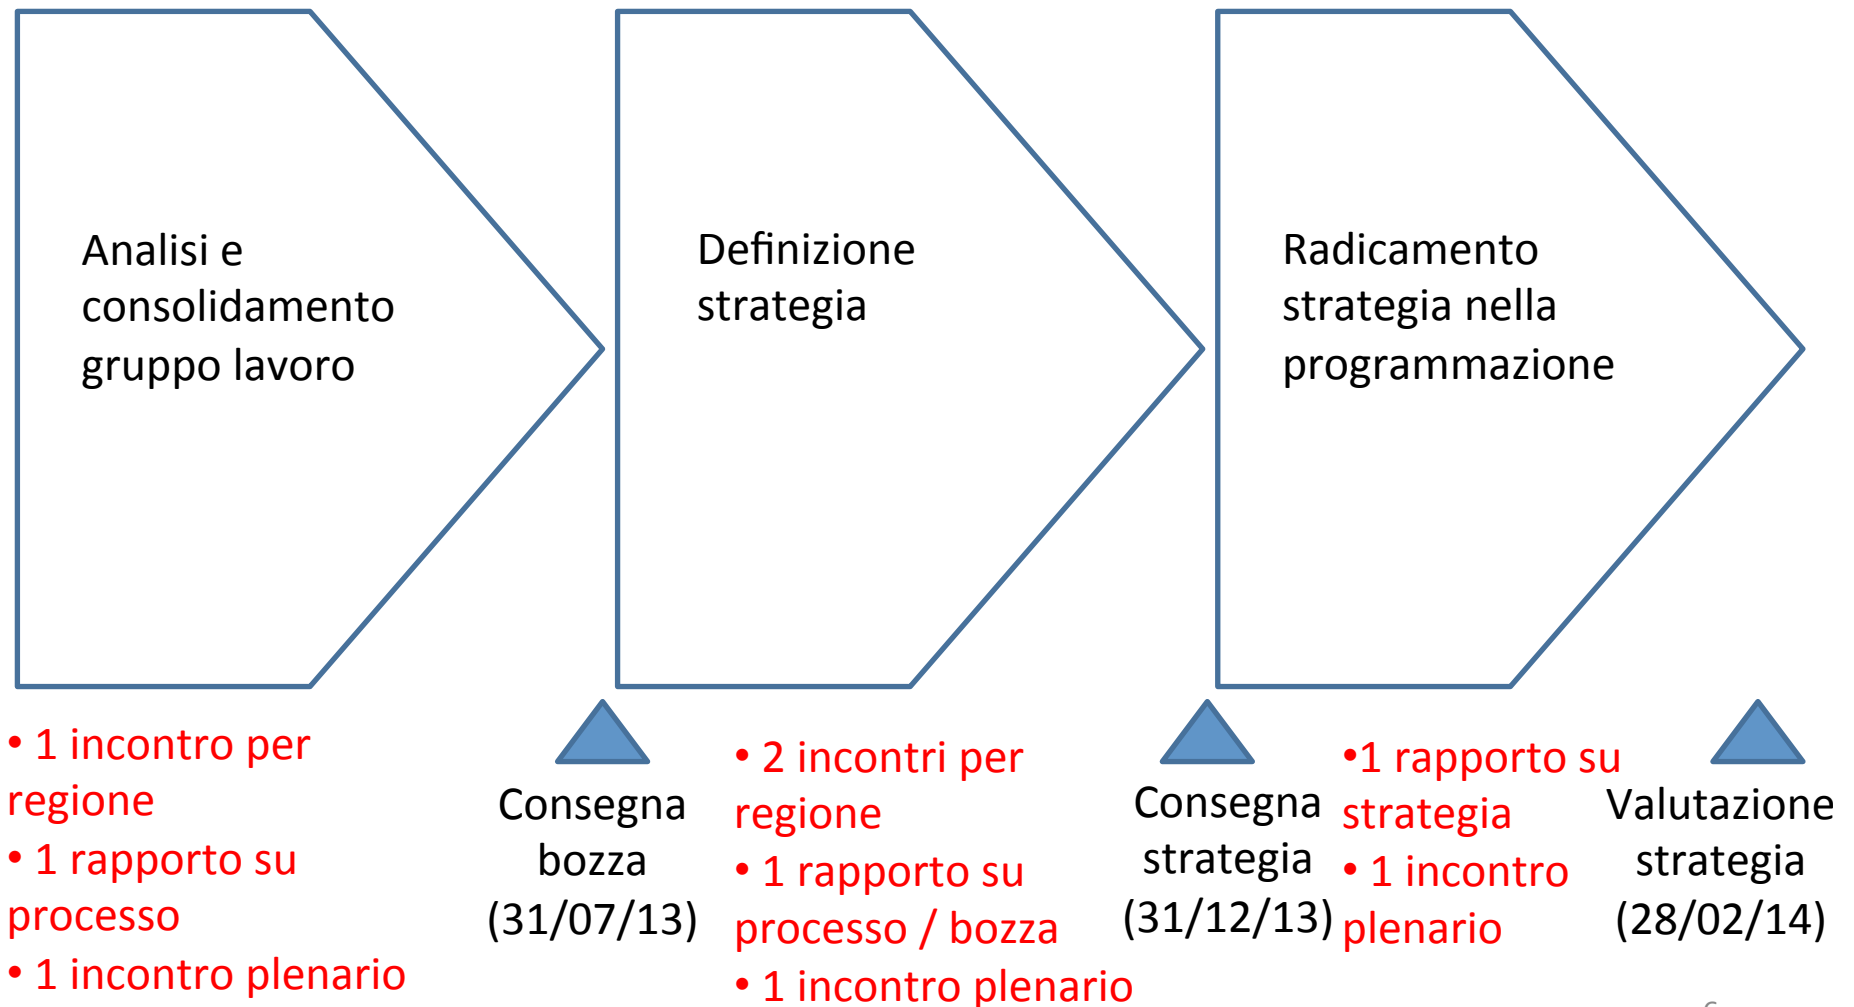 Analisi e
consolidamento
gruppo lavoro
Definizione
strategia
Radicamento
strategia nella
programmazione
• 1 incontro per
regione
• 1 rapporto su
processo
• 1 incontro plenario
Consegna
bozza
(31/07/13)
• 2 incontri per
regione
• 1 rapporto su
processo / bozza
• 1 incontro plenario
Consegna
strategia
(31/12/13)
•1 rapporto su
strategia
• 1 incontro
plenario
Valutazione
strategia
(28/02/14)